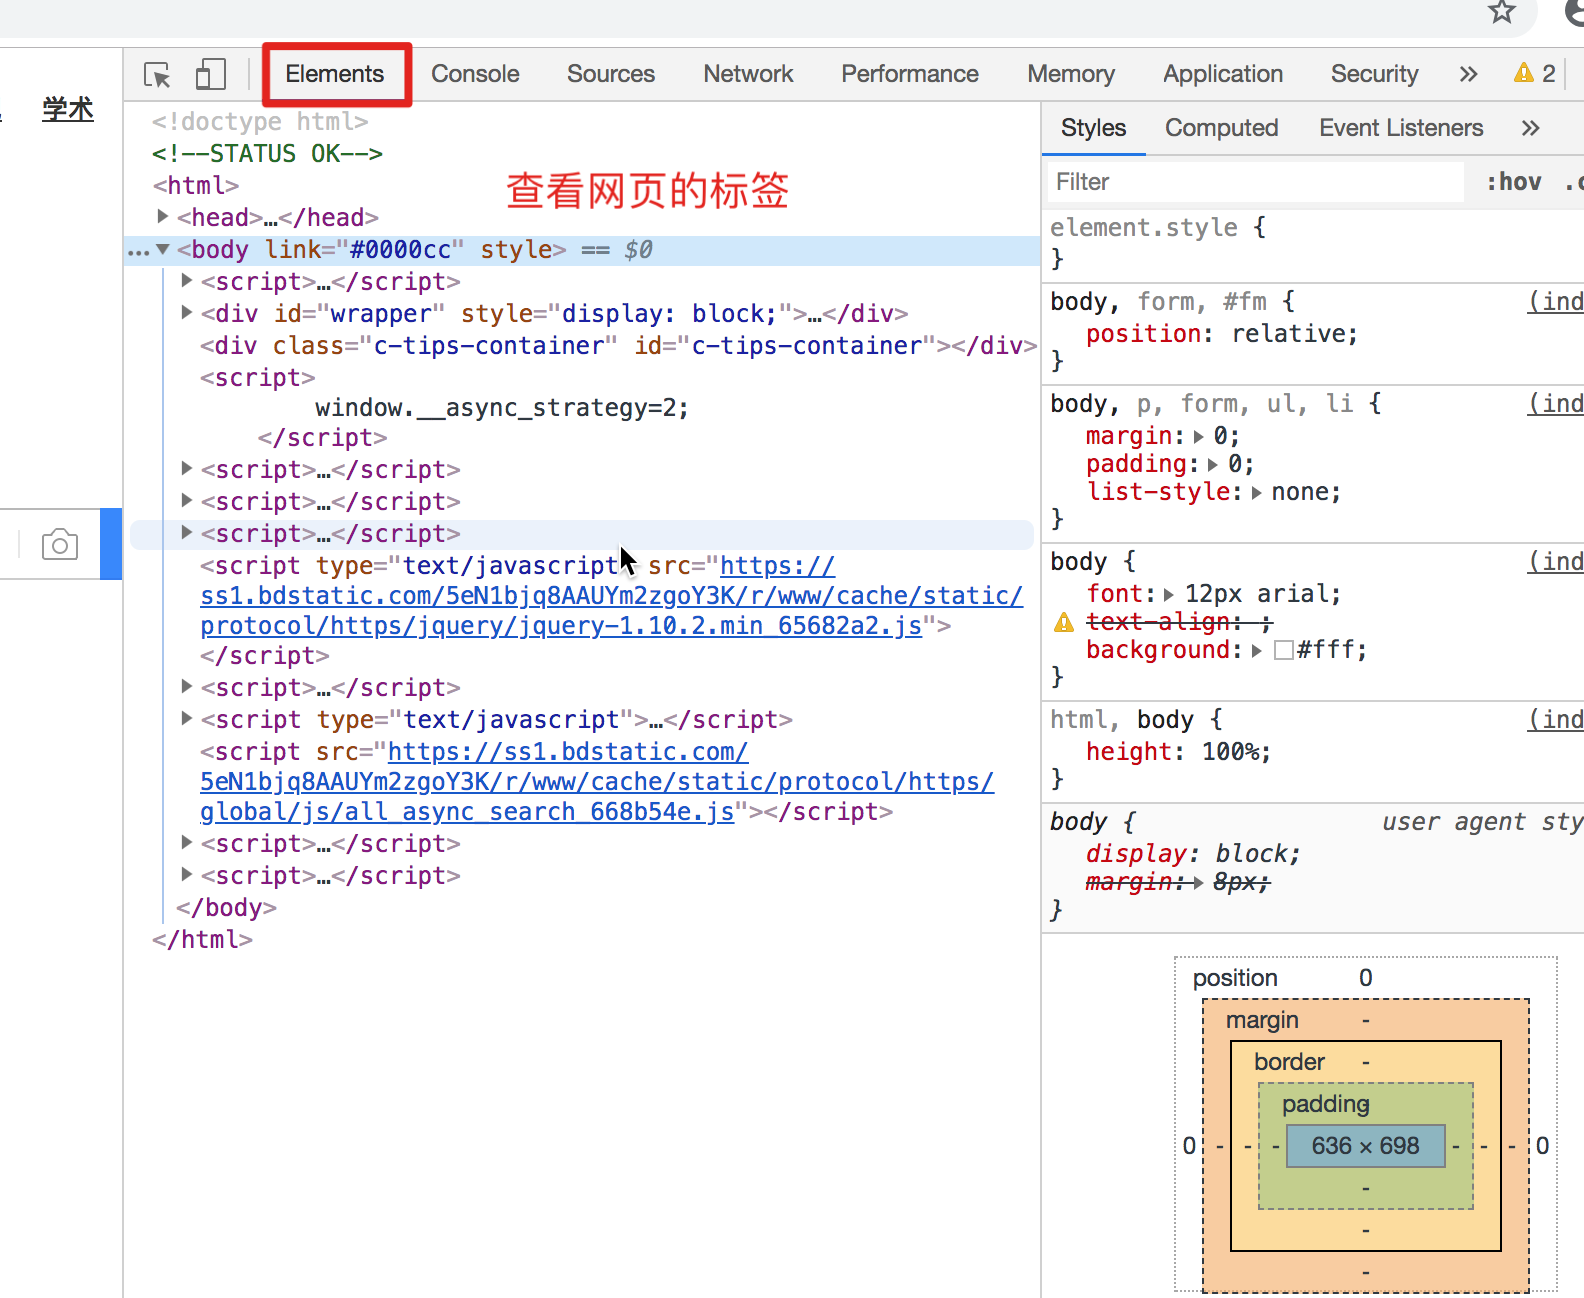 学术
Elements Console Sources Network Performance Memory Application Security » 2
<!doctype html>
<!--STATUS OK-->
<html>
查看网页的标签
<head>…</head>
… <body link="#0000cc" style> == $0
<script>…</script>
<div id="wrapper" style="display: block;">…</div>
<div class="c-tips-container" id="c-tips-container"></div>
<script>
window.__async_strategy=2;
</script>
<script>…</script>
<script>…</script>
<script>…</script>
<script type="text/javascript" src="https://
ss1.bdstatic.com/5eN1bjq8AAUYm2zgoY3K/r/www/cache/static/
protocol/https/jquery/jquery-1.10.2.min_65682a2.js">
</script>
<script>…</script>
<script type="text/javascript">…</script>
<script src="https://ss1.bdstatic.com/
5eN1bjq8AAUYm2zgoY3K/r/www/cache/static/protocol/https/
global/js/all_async_search_668b54e.js"></script>
<script>…</script>
<script>…</script>
</body>
</html>
Styles Computed Event Listeners »
Filter :hov .c
element.style {
}
body, form, #fm { (ind
position: relative;
}
body, p, form, ul, li { (ind
margin: 0;
padding: 0;
list-style: none;
}
body { (ind
font: 12px arial;
text-align: ;
background: #fff;
}
html, body { (ind
height: 100%;
}
body { user agent sty
display: block;
margin: 8px;
}
position 0
margin -
border -
padding -
0 - - - 636 × 698 - - - 0
-
-
-